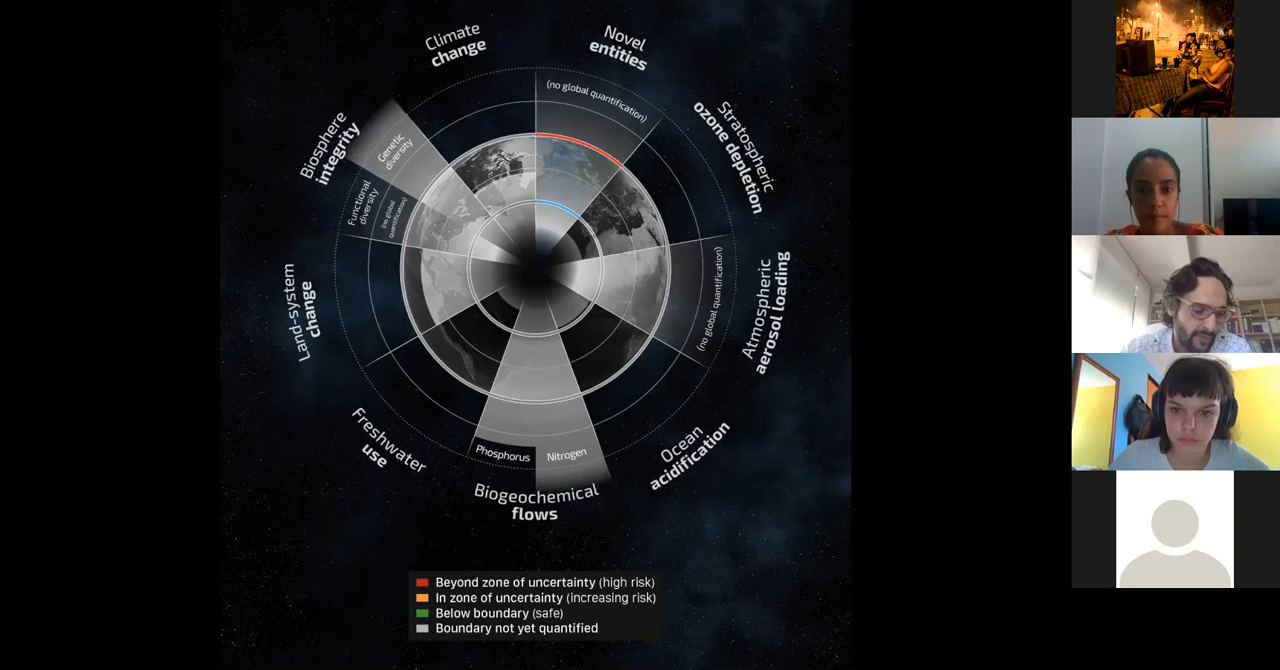 Climate
change
Novel
entities
(no global quantification)
Stratospheric
ozone depletion
Biosphere
integrity
Genetic
diversity
Functional
diversity
(no global
quantification)
Atmospheric
aerosol loading
(no global quantification)
Land-system
change
Freshwater
use
Ocean
acidification
Phosphorus
Nitrogen
Biogeochemical
flows
Beyond zone of uncertainty (high risk)
In zone of uncertainty (increasing risk)
Below boundary (safe)
Boundary not yet quantified